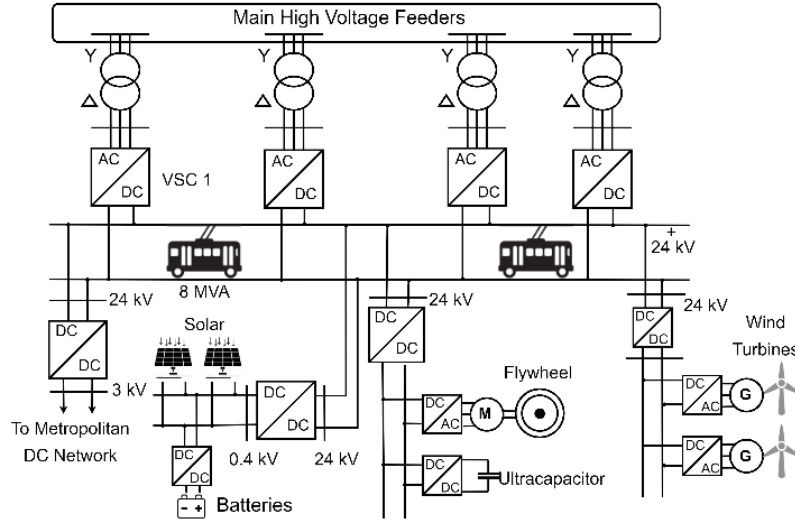 Main High Voltage Feeders
Y
Y
Y
Y
Δ
Δ
Δ
Δ
AC
DC
VSC 1
AC
DC
AC
DC
AC
DC
+
24 kV
8 MVA
24 kV
24 kV
24 kV
DC
DC
3 kV
To Metropolitan
DC Network
Solar
DC
DC
0.4 kV
24 kV
DC
DC
- +
Batteries
DC
DC
DC
AC
M
Flywheel
DC
DC
Ultracapacitor
DC
DC
Wind
Turbines
DC
AC
G
DC
AC
G